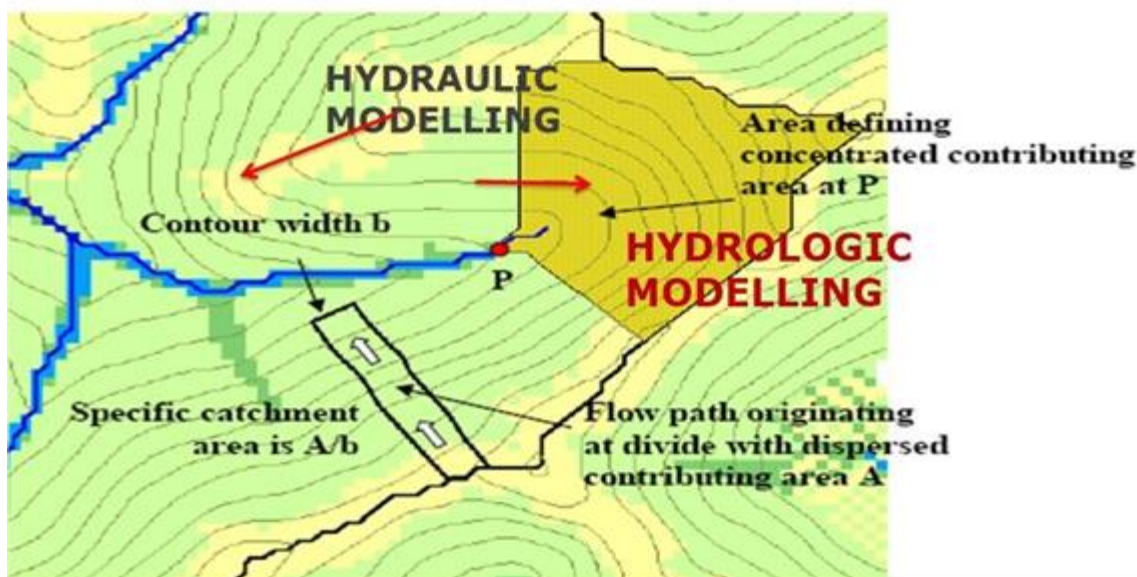 HYDRAULIC
MODELLING
Area defining
concentrated contributing
area at P
Contour width b
HYDROLOGIC
MODELLING
P
Specific catchment
area is A/b
Flow path originating
at divide with dispersed
contributing area A